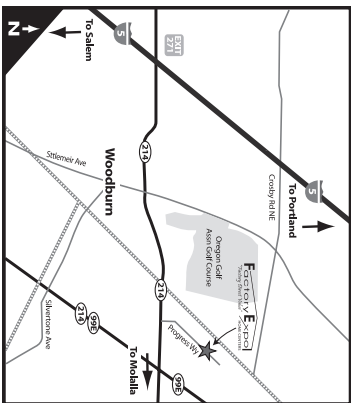 N
To Salem
5
EXIT
271
214
Woodburn
Sttlemeir Ave
Crosby Rd NE
To Portland
5
Oregon Golf
Assn Golf Course
Factory Expo
214
Progress Wy
214
99E
Silvertone Ave
To Molalla
99E